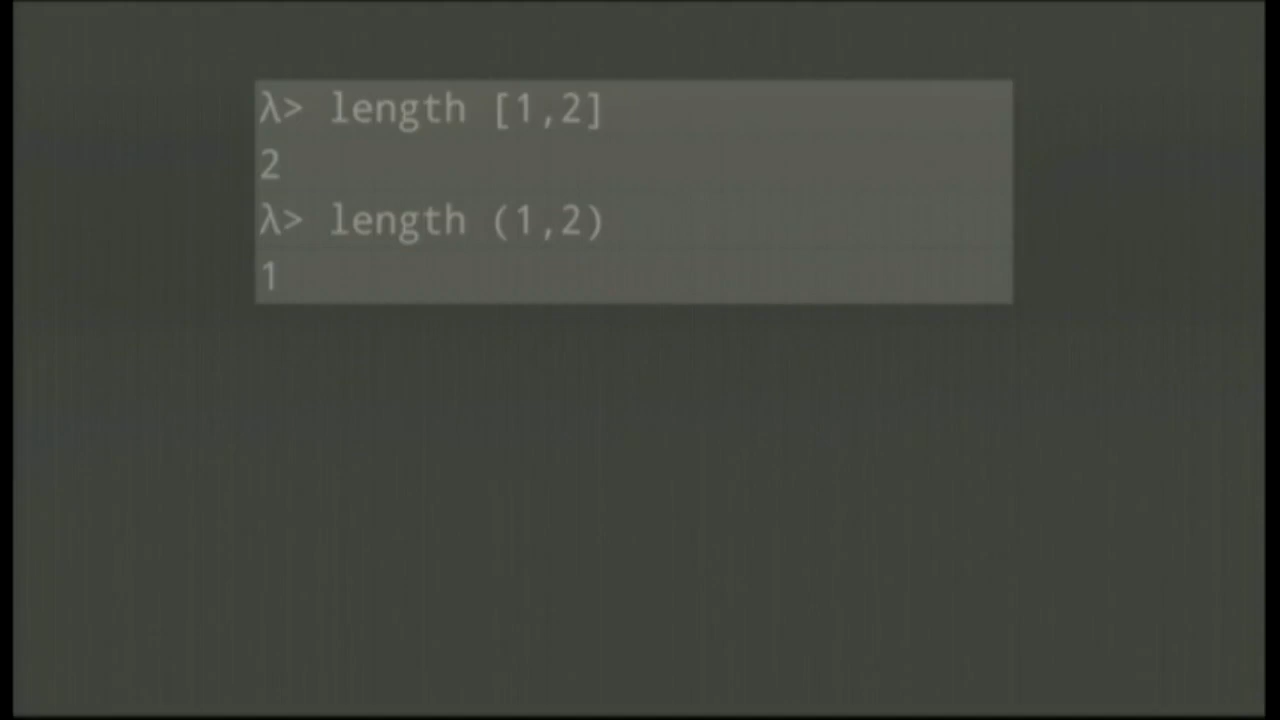 λ> length [1,2]
2
λ> length (1,2)
1